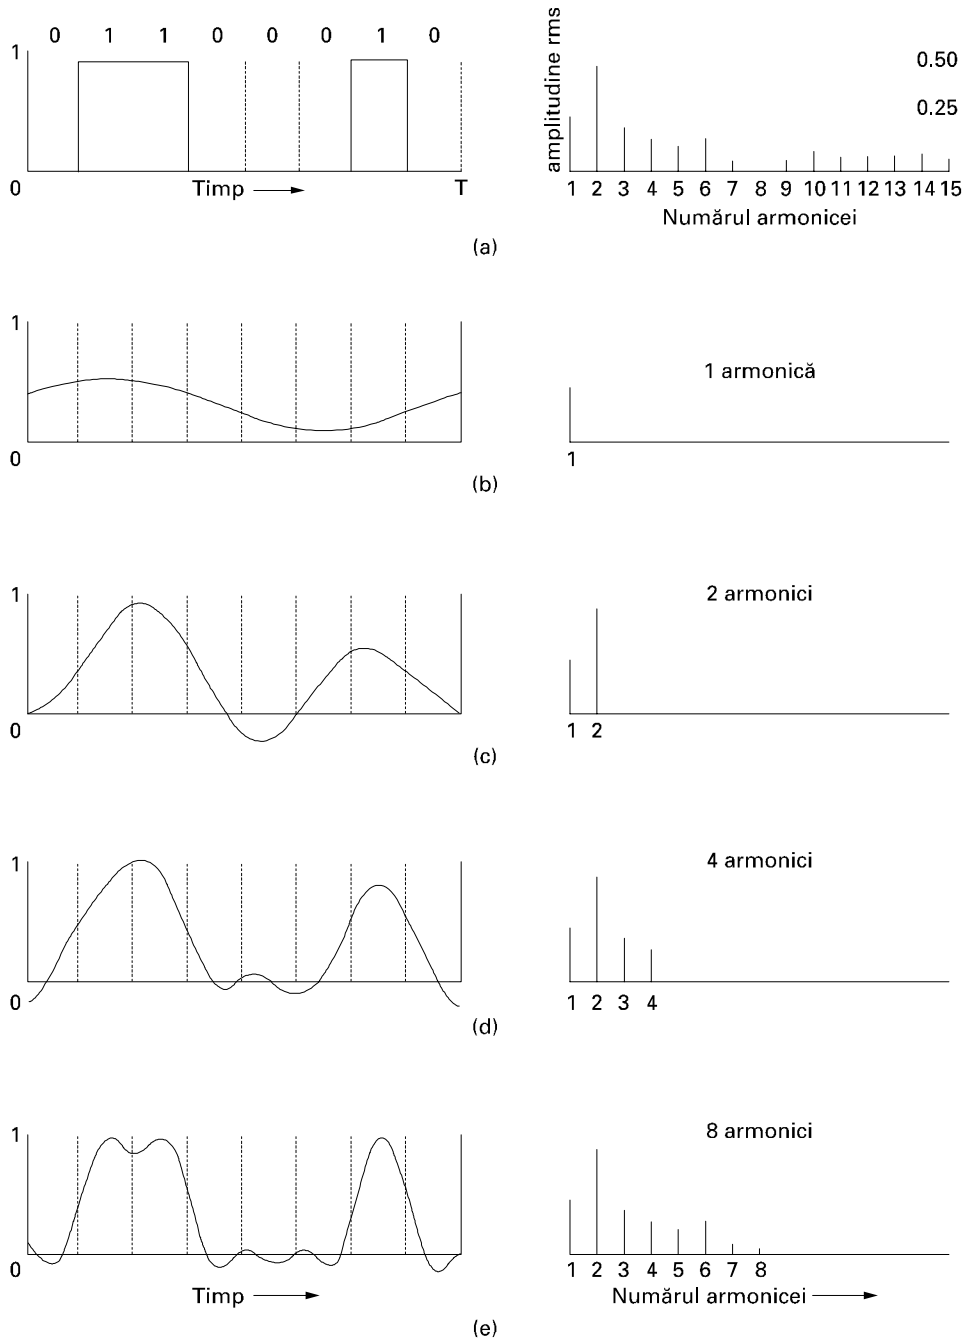 0 1 1 0 0 0 1 0
1
0
Timp
T
amplitudine rms
0.50
0.25
1 2 3 4 5 6 7 8 9 10 11 12 13 14 15
Numărul armonicei
(a)
1
0
1 armonică
1
(b)
1
0
2 armonici
1 2
(c)
1
0
4 armonici
1 2 3 4
(d)
1
0
Timp
8 armonici
1 2 3 4 5 6 7 8
Numărul armonicei
(e)